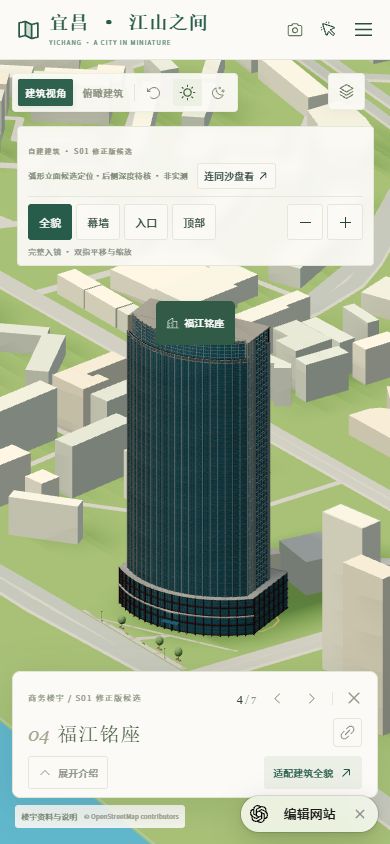 宜昌 • 江山之间
YICHANG • A CITY IN MINIATURE
建筑视角 俯瞰建筑
自建建筑 • S01 修正版候选
弧形立面候选定位·后侧深度待核 • 非实测 连同沙盘看
全貌 幕墙 入口 顶部
完整入镜 • 双指平移与缩放
福江铭座
商务楼宇 / S01 修正版候选 4 / 7
04 福江铭座
展开介绍 适配建筑全貌
楼宇资料与说明 © OpenStreetMap contributors
编辑网站